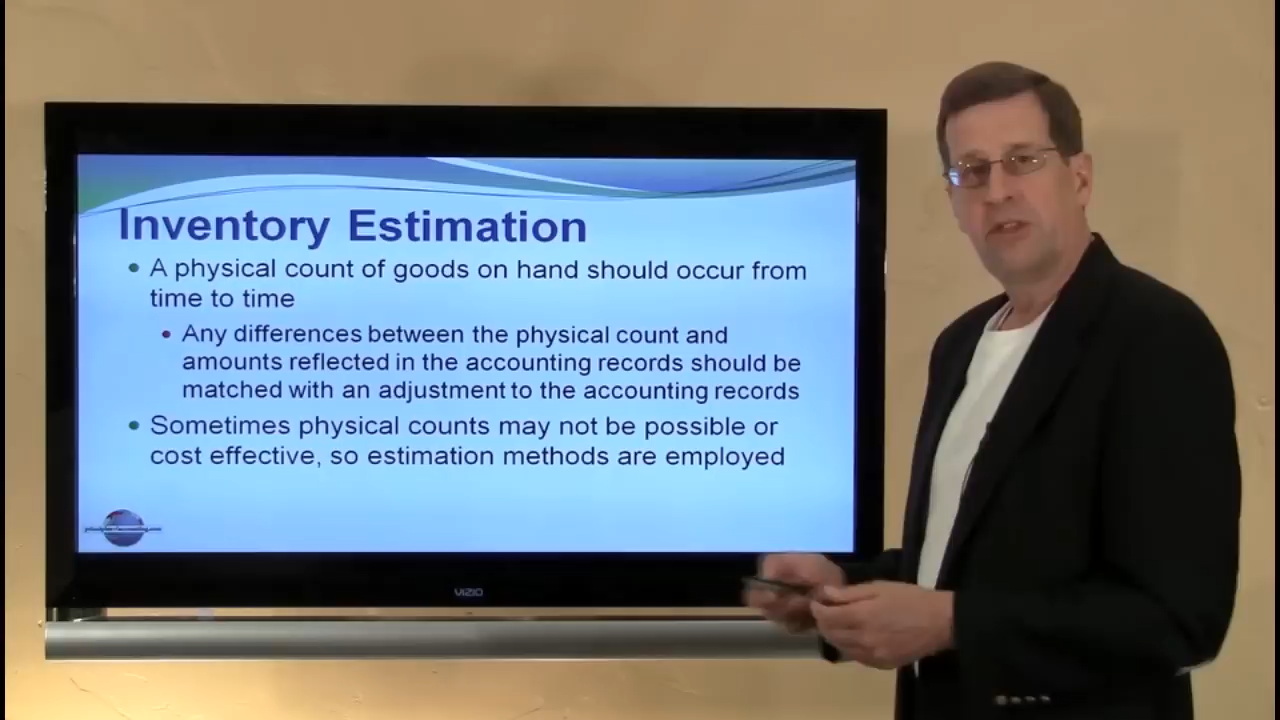 Inventory Estimation
• A physical count of goods on hand should occur from
time to time
• Any differences between the physical count and
amounts reflected in the accounting records should be
matched with an adjustment to the accounting records
• Sometimes physical counts may not be possible or
cost effective, so estimation methods are employed
principlesofaccounting.com
VIZIO